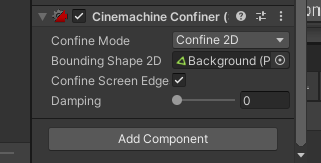 Cinemachine Confiner (
Confine Mode Confine 2D
Bounding Shape 2D Background (P
Confine Screen Edge
Damping 0
Add Component